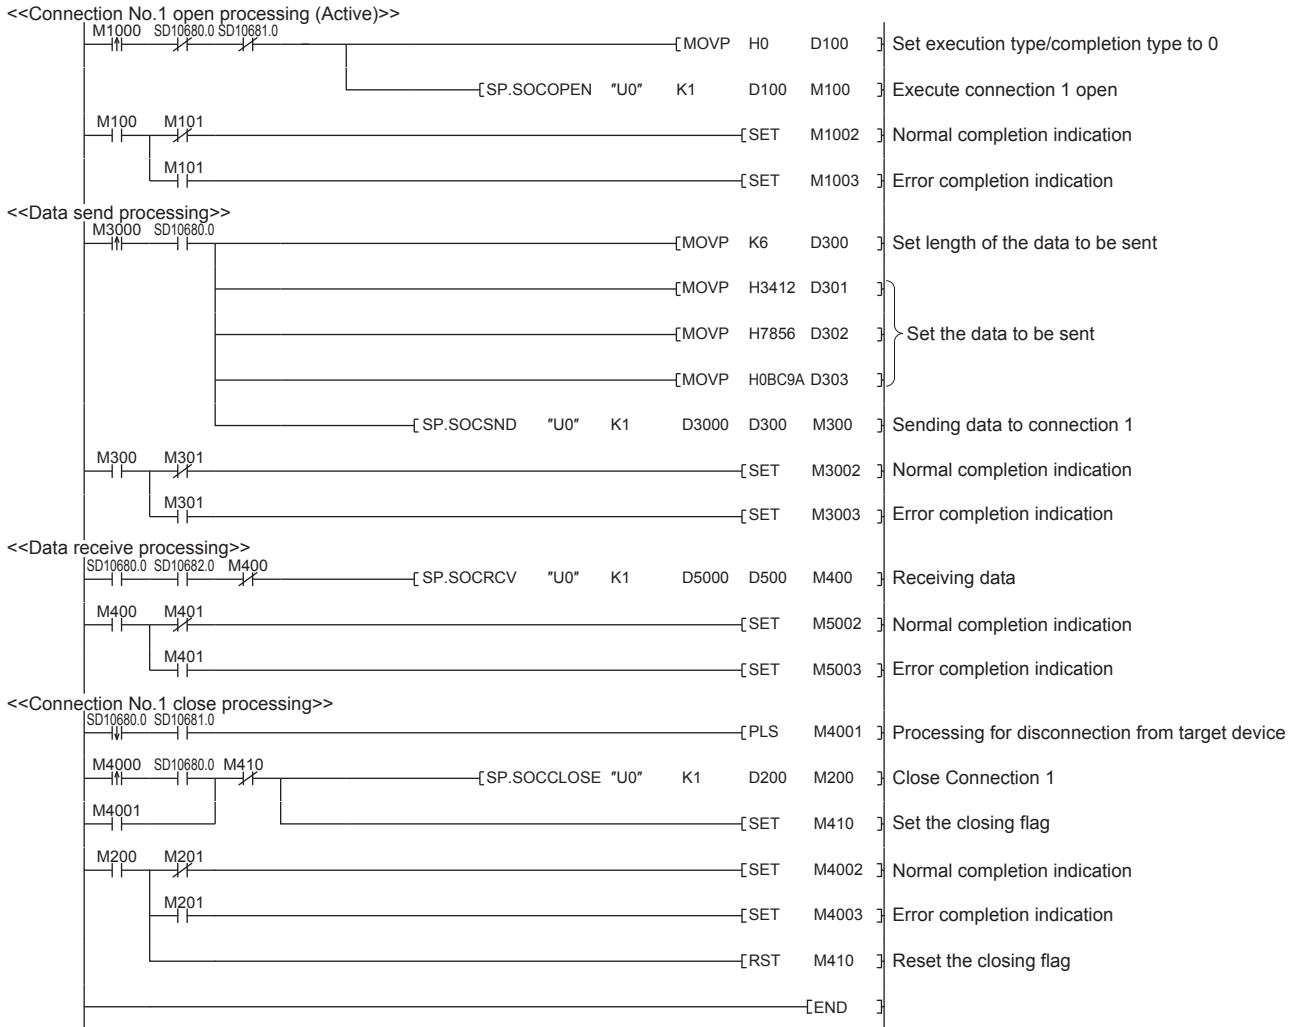 <<Connection No.1 open processing (Active)>>
M1000 SD10680.0 SD10681.0
MOVP H0 D100 Set execution type/completion type to 0
SP.SOCOPEN "U0" K1 D100 M100 Execute connection 1 open
M100 M101
SET M1002 Normal completion indication
M101
SET M1003 Error completion indication
<<Data send processing>>
M3000 SD10680.0
MOVP K6 D300 Set length of the data to be sent
MOVP H3412 D301
MOVP H7856 D302 Set the data to be sent
MOVP H0BC9A D303
SP.SOCSND "U0" K1 D3000 D300 M300 Sending data to connection 1
M300 M301
SET M3002 Normal completion indication
M301
SET M3003 Error completion indication
<<Data receive processing>>
SD10680.0 SD10682.0 M400
SP.SOCRCV "U0" K1 D5000 D500 M400 Receiving data
M400 M401
SET M5002 Normal completion indication
M401
SET M5003 Error completion indication
<<Connection No.1 close processing>>
SD10680.0 SD10681.0
PLS M4001 Processing for disconnection from target device
M4000 SD10680.0 M410
SP.SOCCLOSE "U0" K1 D200 M200 Close Connection 1
M4001
SET M410 Set the closing flag
M200 M201
SET M4002 Normal completion indication
M201
SET M4003 Error completion indication
RST M410 Reset the closing flag
END